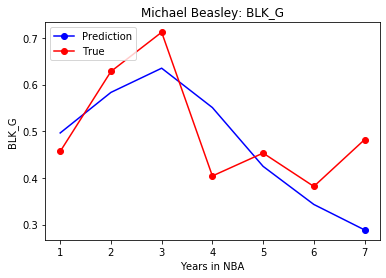 Michael Beasley: BLK_G
Prediction
True
BLK_G
0.7
0.6
0.5
0.4
0.3
1 2 3 4 5 6 7
Years in NBA